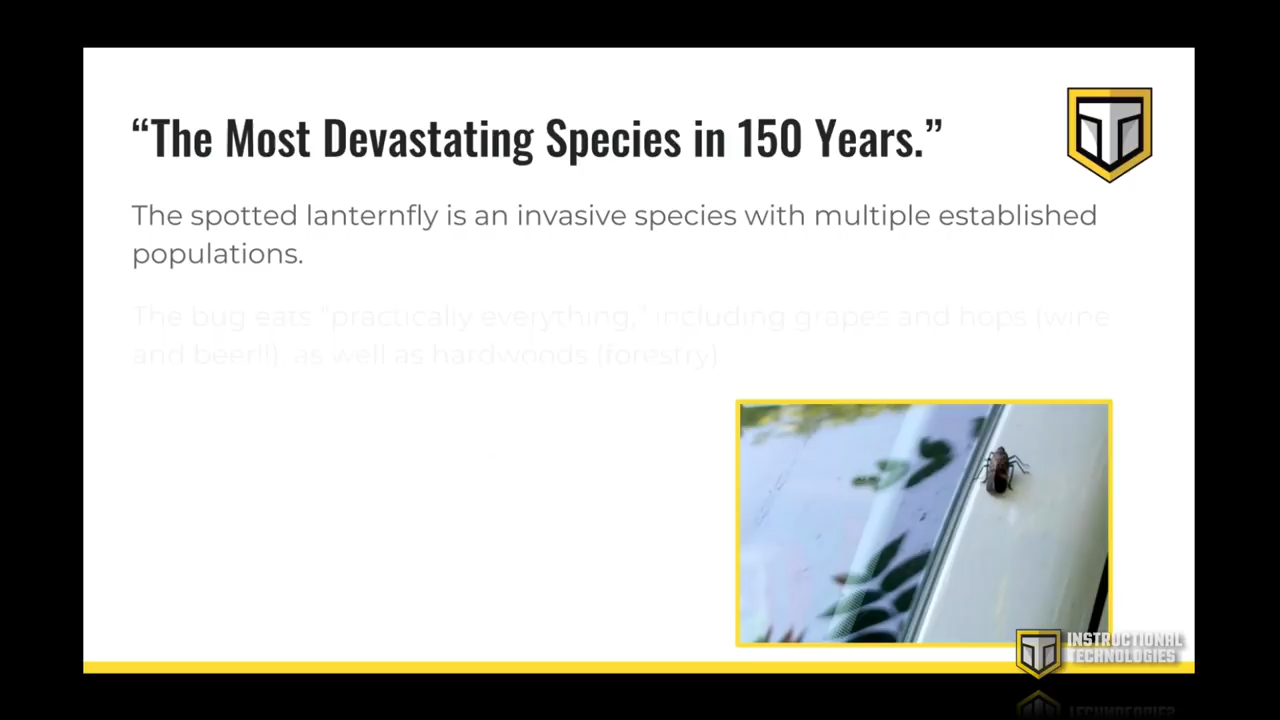 “The Most Devastating Species in 150 Years.”
The spotted lanternfly is an invasive species with multiple established
populations.
The bug eats “practically everything,” including grapes and hops (wine
and beer!!), as well as hardwoods (forestry)
INSTRUCTIONAL
TECHNOLOGIES